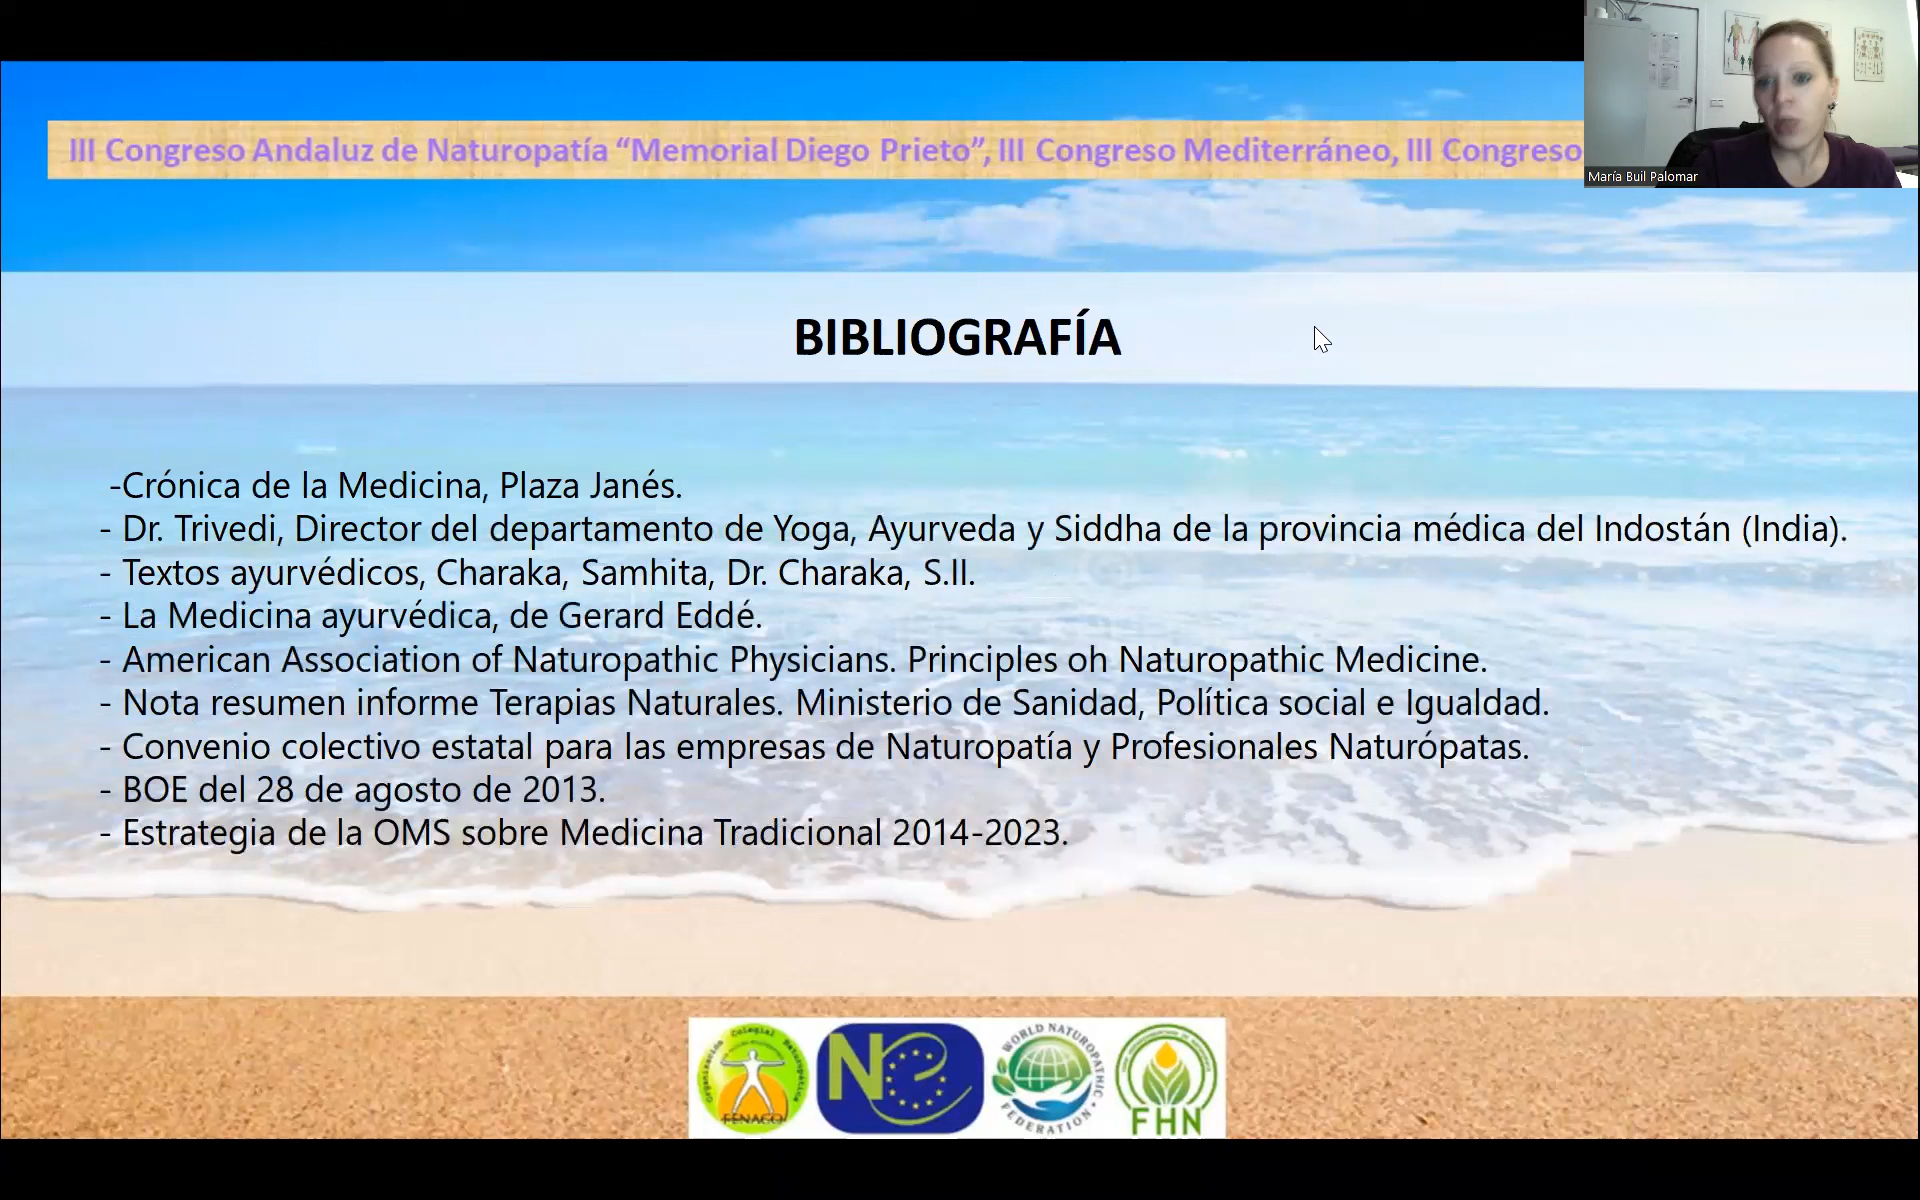 III Congreso Andaluz de Naturopatía “Memorial Diego Prieto”, III Congreso Mediterráneo, III Congreso
María Buil Palomar
BIBLIOGRAFÍA
-Crónica de la Medicina, Plaza Janés.
- Dr. Trivedi, Director del departamento de Yoga, Ayurveda y Siddha de la provincia médica del Indostán (India).
- Textos ayurvédicos, Charaka, Samhita, Dr. Charaka, S.II.
- La Medicina ayurvédica, de Gerard Eddé.
- American Association of Naturopathic Physicians. Principles oh Naturopathic Medicine.
- Nota resumen informe Terapias Naturales. Ministerio de Sanidad, Política social e Igualdad.
- Convenio colectivo estatal para las empresas de Naturopatía y Profesionales Naturópatas.
- BOE del 28 de agosto de 2013.
- Estrategia de la OMS sobre Medicina Tradicional 2014-2023.
Organización Colegial Naturopática
FENACO
Ne
WORLD NATUROPATHIC FEDERATION
FHN